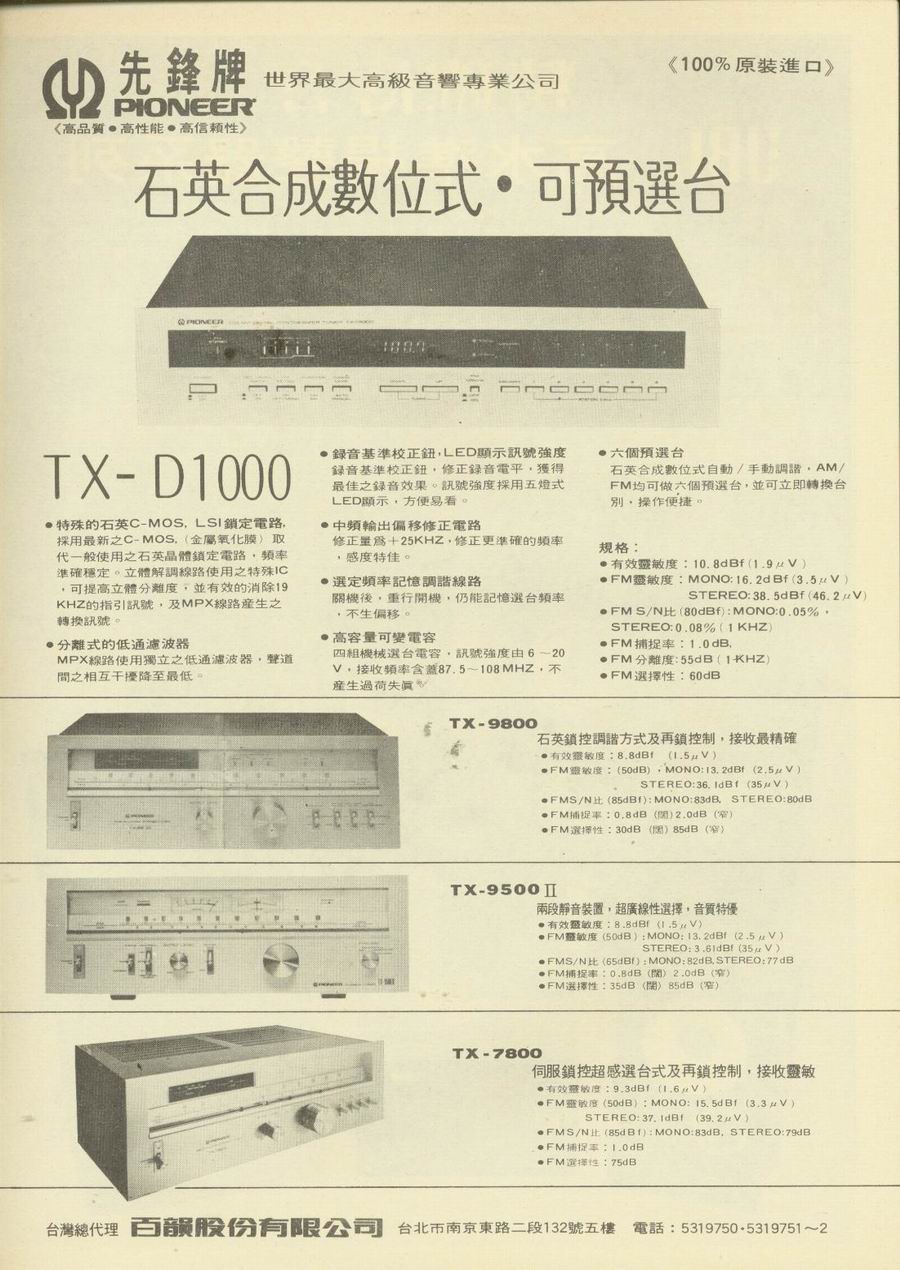 先鋒牌
PIONEER
世界最大高級音響專業公司
《100%原裝進口》
《高品質●高性能●高信賴性》
石英合成數位式・可預選台
PIONEER
100.7
TX-D1000
●特殊的石英C-MOS, LSI鎖定電路,
採用最新之C-MOS,（金屬氧化膜）取
代一般使用之石英晶體鎖定電路，頻率
準確穩定。立體解調線路使用之特殊IC
，可提高立體分離度，並有效的消除19
KHZ的指引訊號，及MPX線路産生之
轉換訊號。
●分離式的低通濾波器
MPX線路使用獨立之低通濾波器，聲道
間之相互干擾降至最低。
●録音基準校正鈕,LED顯示訊號強度
録音基準校正鈕，修正録音電平，獲得
最佳之録音效果。訊號強度採用五燈式
LED顯示，方便易看。
●中頻輸出偏移修正電路
修正量爲+25KHZ，修正更準確的頻率
，感度特佳。
●選定頻率記憶調諧線路
關機後，重行開機，仍能記憶選台頻率
，不生偏移。
●高容量可變電容
四組機械選台電容，訊號強度由6～20
V，接收頻率含蓋87.5～108MHZ，不
産生過荷失眞
●六個預選台
石英合成數位式自動／手動調諧，AM/
FM均可做六個預選台，並可立即轉換台
別，操作便捷。
規格：
●有效靈敏度：10.8dBf(1.9μV)
●FM靈敏度：MONO:16.2dBf(3.5μV)
STEREO:38.5dBf(46.2μV)
●FM S/N比(80dBf):MONO:0.05%，
STEREO:0.08%(1KHZ)
●FM捕捉率：1.0dB,
●FM分離度:55dB(1-KHZ)
●FM選擇性：60dB
TX-9800
石英鎖控調諧方式及再鎖控制，接收最精確
●有效靈敏度：8.8dBf (1.5μV)
●FM靈敏度：(50dB)，MONO:13.2dBf (2.5μV)
STEREO:36.1dBf (35μV)
●FMS/N比(85dBf):MONO:83dB, STEREO:80dB
●FM捕捉率：0.8dB（闊）2.0dB（窄）
●FM選擇性：30dB（闊）85dB（窄）
PIONEER
TX-9500Ⅱ
兩段靜音裝置，超廣線性選擇，音質特優
●有效靈敏度：8.8dBf (1.5μV)
●FM靈敏度(50dB)：MONO：13.2dBf (2.5μV)
STEREO：3.61dBf (35μV)
●FMS/N比(65dBf)：MONO:82dB,STEREO:77dB
●FM捕捉率：0.8dB（闊）2.0dB（窄）
●FM選擇性：35dB（闊）85dB（窄）
PIONEER
TX-7800
伺服鎖控超感選台式及再鎖控制，接收靈敏
●有效靈敏度：9.3dBf (1.6μV)
●FM靈敏度(50dB)：MONO: 15.5dBf (3.3μV)
STEREO:37.1dBf (39.2μV)
●FMS/N比(85dBf):MONO:83dB, STEREO:79dB
●FM捕捉率：1.0dB
●FM選擇性：75dB
PIONEER
台灣總代理 百韻股份有限公司 台北市南京東路二段132號五樓 電話：5319750・5319751～2